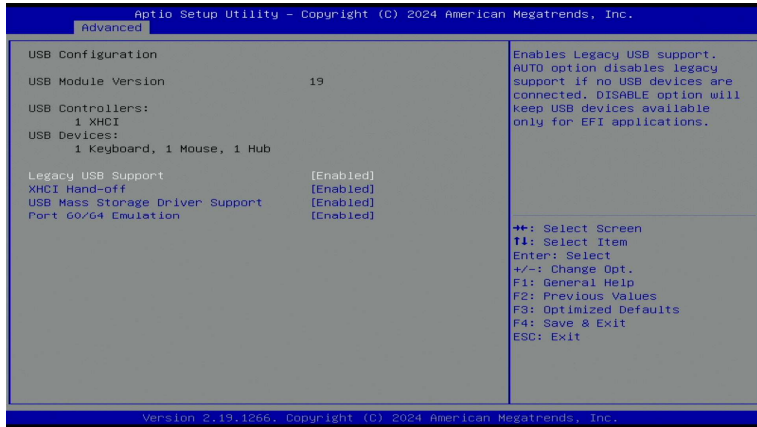 Aptio Setup Utility – Copyright (C) 2024 American Megatrends, Inc.
Advanced
USB Configuration
USB Module Version 19
USB Controllers:
1 XHCI
USB Devices:
1 Keyboard, 1 Mouse, 1 Hub
Legacy USB Support [Enabled]
XHCI Hand-off [Enabled]
USB Mass Storage Driver Support [Enabled]
Port 60/64 Emulation [Enabled]
Enables Legacy USB support.
AUTO option disables legacy
support if no USB devices are
connected. DISABLE option will
keep USB devices available
only for EFI applications.
→←: Select Screen
↑↓: Select Item
Enter: Select
+/-: Change Opt.
F1: General Help
F2: Previous Values
F3: Optimized Defaults
F4: Save & Exit
ESC: Exit
Version 2.19.1266. Copyright (C) 2024 American Megatrends, Inc.